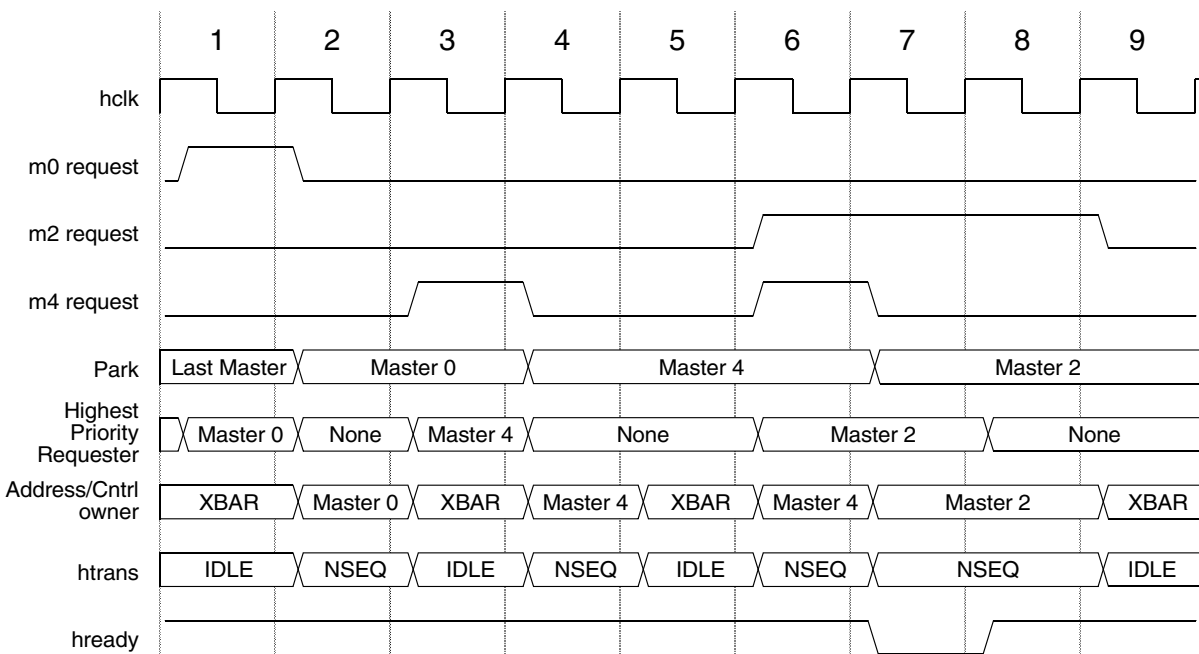 1 2 3 4 5 6 7 8 9
hclk
m0 request
m2 request
m4 request
Park Last Master Master 0 Master 4 Master 2
Highest
Priority
Requester
Master 0 None Master 4 None Master 2 None
Address/Cntrl
owner
XBAR Master 0 XBAR Master 4 XBAR Master 4 Master 2 XBAR
htrans IDLE NSEQ IDLE NSEQ IDLE NSEQ NSEQ IDLE
hready